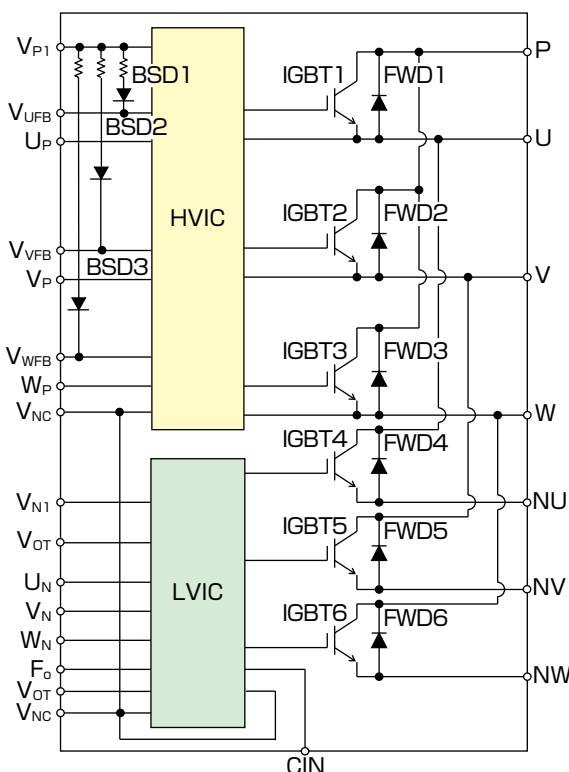 VP1
BSD1
VUFB
BSD2
UP
VVFB
BSD3
VP
VWFB
WP
VNC
HVIC
IGBT1
FWD1
P
U
IGBT2
FWD2
V
IGBT3
FWD3
W
IGBT4
FWD4
NU
IGBT5
FWD5
NV
IGBT6
FWD6
NW
VN1
VOT
UN
VN
WN
Fo
VOT
VNC
LVIC
CIN